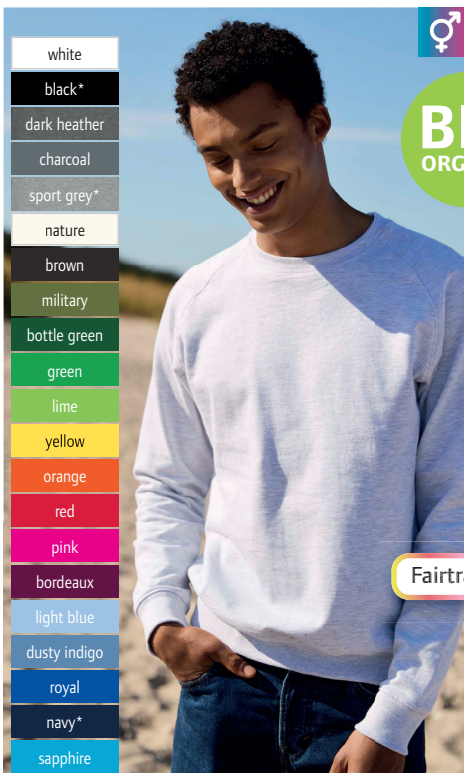 white
black*
dark heather
charcoal
sport grey*
nature
brown
military
bottle green
green
lime
yellow
orange
red
pink
bordeaux
light blue
dusty indigo
royal
navy*
sapphire